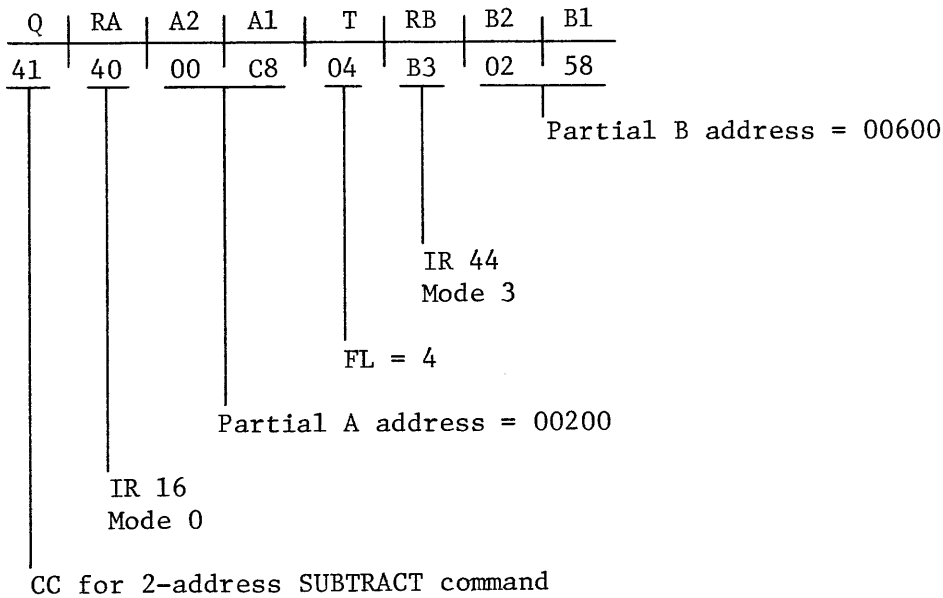 Q RA A2 A1 T RB B2 B1
41 40 00 C8 04 B3 02 58
Partial B address = 00600
IR 44
Mode 3
FL = 4
Partial A address = 00200
IR 16
Mode 0
CC for 2-address SUBTRACT command